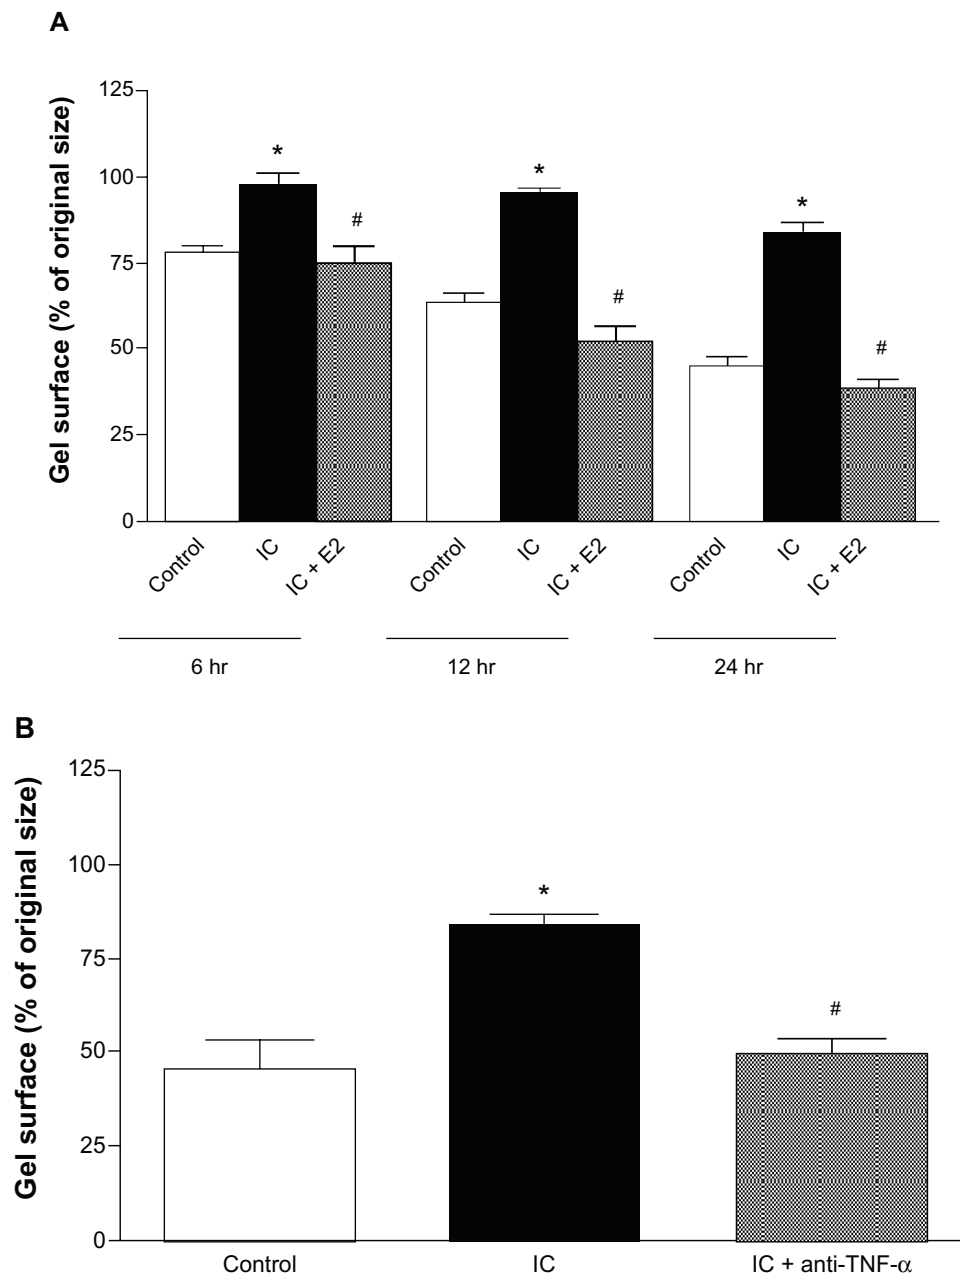 A
Gel surface (% of original size)
125
100
75
50
25
0
*
#
*
#
*
#
Control
IC
IC + E2
Control
IC
IC + E2
Control
IC
IC + E2
6 hr
12 hr
24 hr
B
Gel surface (% of original size)
125
100
75
50
25
0
*
#
Control
IC
IC + anti-TNF-α